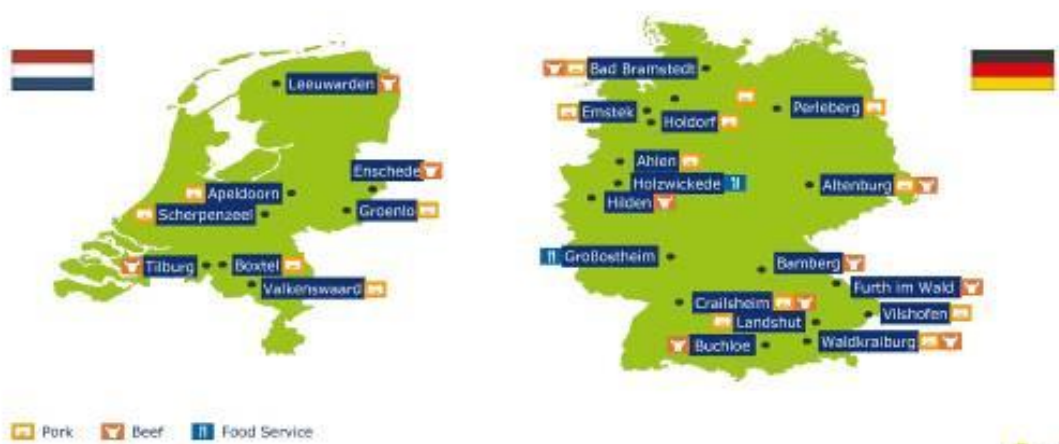 Leeuwarden
Enschede
Apeldoorn
Scherpenzeel
Groenlo
Tilburg
Boxtel
Valkenswaard
Bad Bramstedt
Emstek
Holdorf
Perleberg
Ahlen
Holzwickede
Hilden
Altenburg
Großostheim
Bamberg
Furth im Wald
Crailsheim
Landshut
Vilshofen
Buchloe
Waldkraiburg
Pork
Beef
Food Service